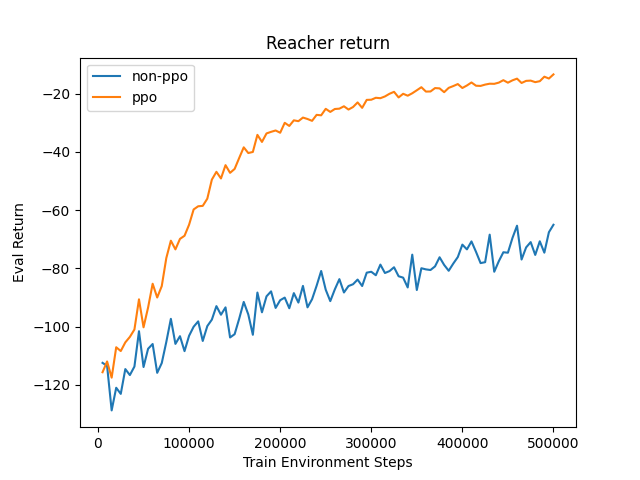 Reacher return
non-ppo
ppo
−20
−40
−60
−80
−100
−120
Eval Return
0 100000 200000 300000 400000 500000
Train Environment Steps